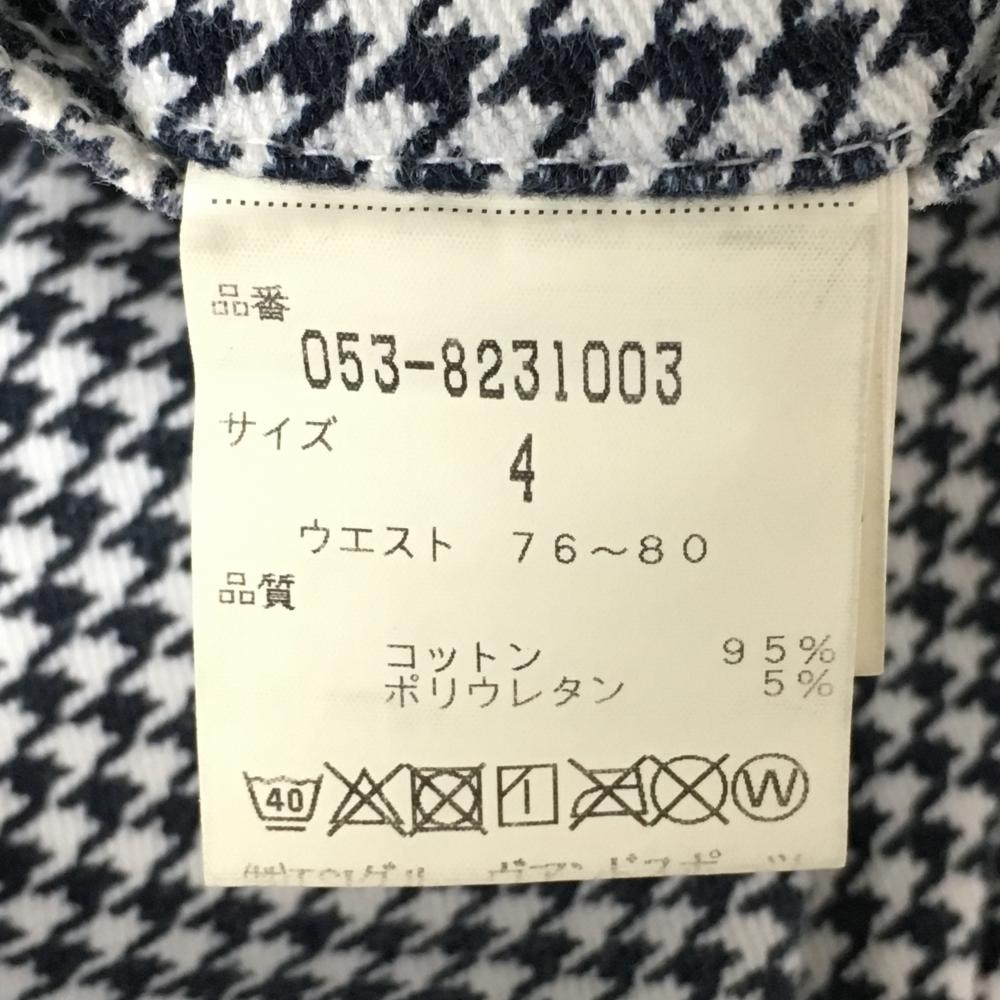 品番
053-8231003
サイズ
4
ウエスト 76~80
品質
コットン 95%
ポリウレタン 5%
40
W